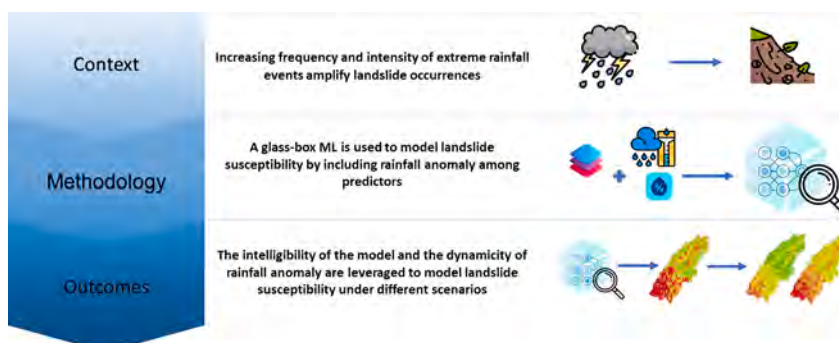 Context
Increasing frequency and intensity of extreme rainfall
events amplify landslide occurrences
Methodology
A glass-box ML is used to model landslide
susceptibility by including rainfall anomaly among
predictors
Outcomes
The intelligibility of the model and the dynamicity of
rainfall anomaly are leveraged to model landslide
susceptibility under different scenarios